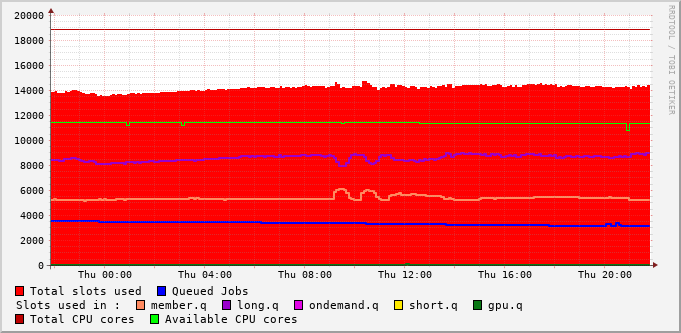 RRDTOOL / TOBI OETIKER
20000
18000
16000
14000
12000
10000
8000
6000
4000
2000
0
Thu 00:00 Thu 04:00 Thu 08:00 Thu 12:00 Thu 16:00 Thu 20:00
Total slots used Queued Jobs
Slots used in : member.q long.q ondemand.q short.q gpu.q
Total CPU cores Available CPU cores